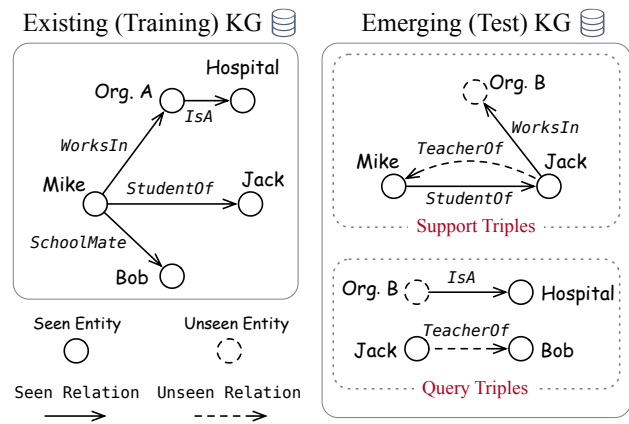 Existing (Training) KG
Hospital
Org. A
IsA
WorksIn
Mike
StudentOf
Jack
SchoolMate
Bob
Seen Entity
Unseen Entity
Seen Relation
Unseen Relation
Emerging (Test) KG
Org. B
WorksIn
TeacherOf
Mike
Jack
StudentOf
Support Triples
IsA
Org. B
Hospital
TeacherOf
Jack
Bob
Query Triples